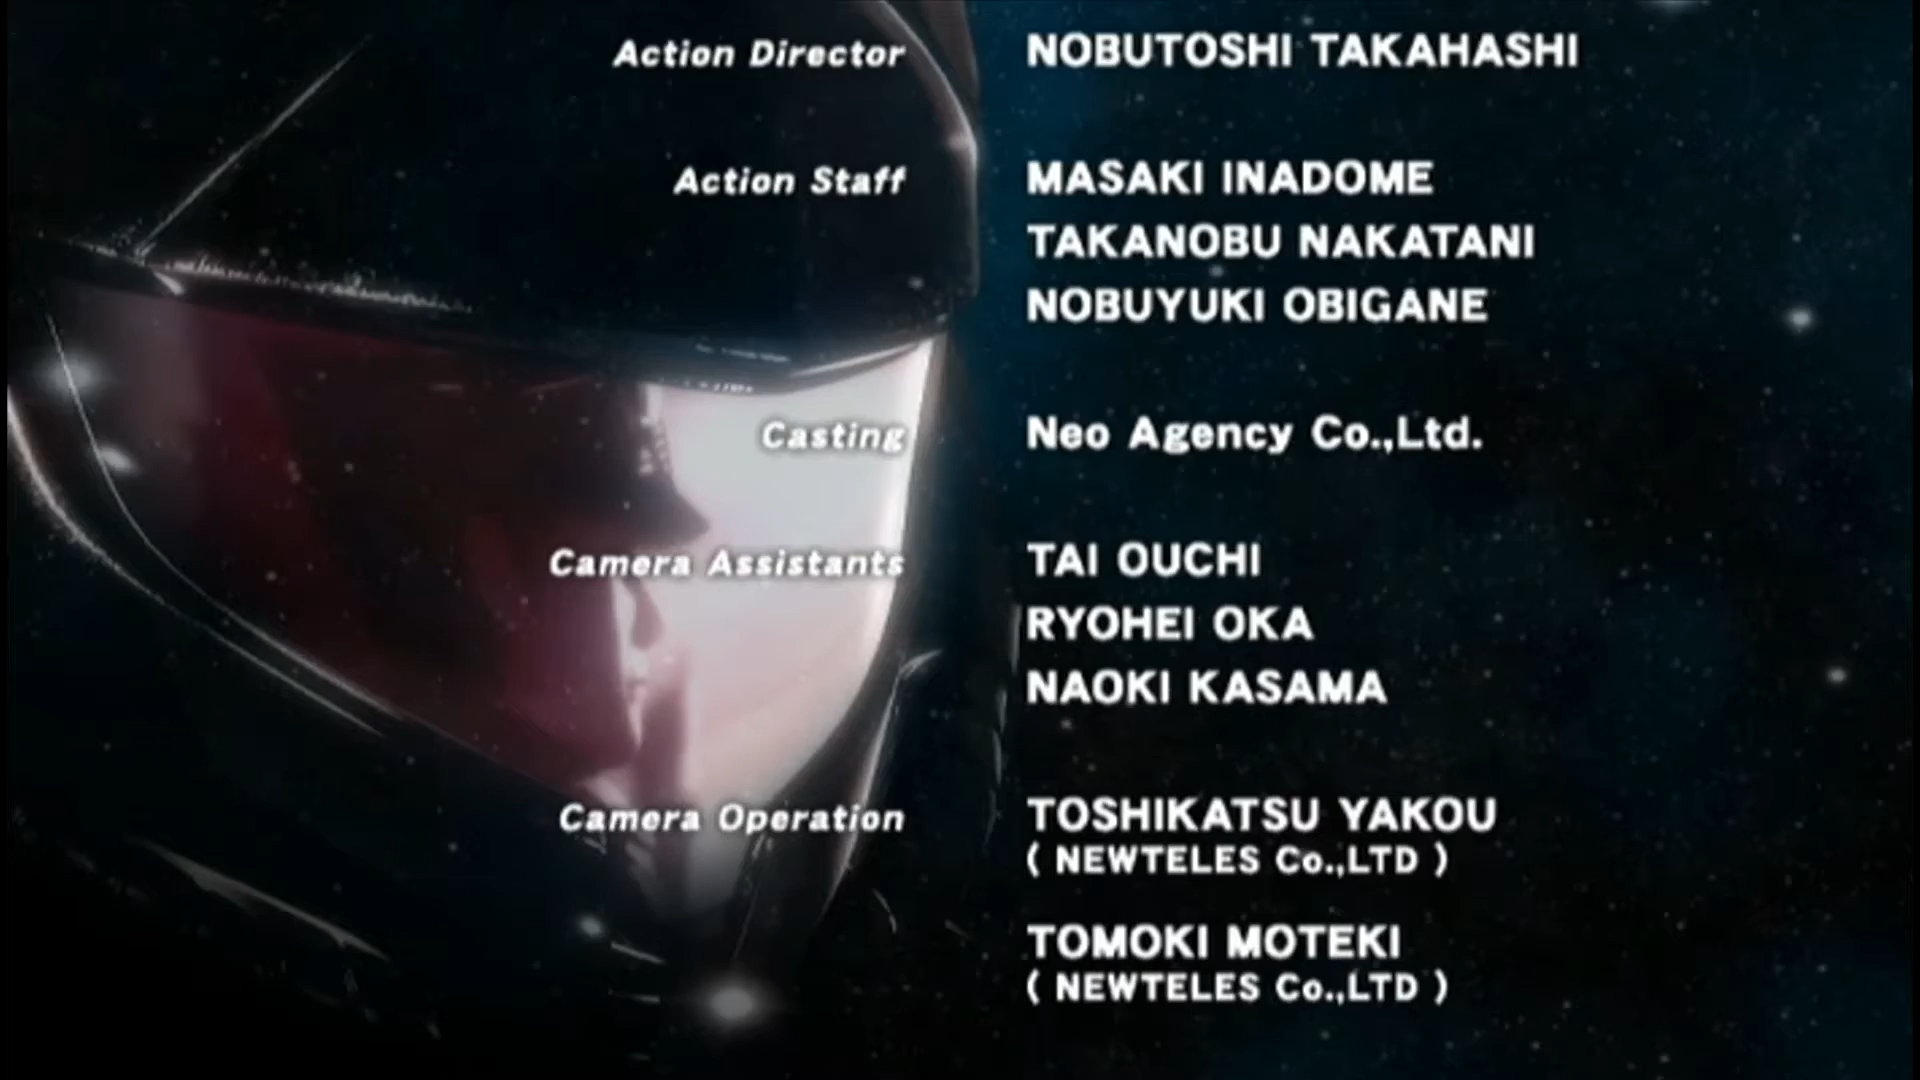 Action Director NOBUTOSHI TAKAHASHI
Action Staff MASAKI INADOME
TAKANOBU NAKATANI
NOBUYUKI OBIGANE
Casting Neo Agency Co.,Ltd.
Camera Assistants TAI OUCHI
RYOHEI OKA
NAOKI KASAMA
Camera Operation TOSHIKATSU YAKOU
( NEWTELES Co.,LTD )
TOMOKI MOTEKI
( NEWTELES Co.,LTD )